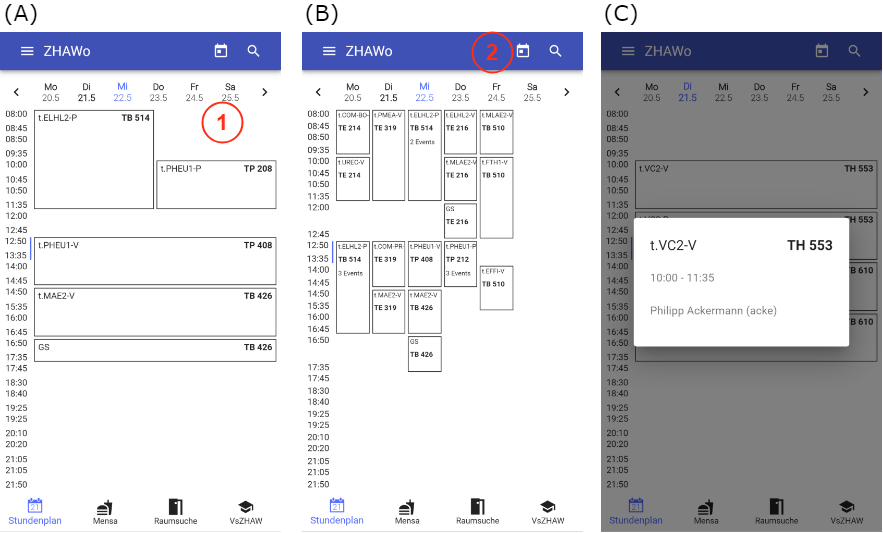 (A)
ZHAWo
Mo Di Mi Do Fr Sa
20.5 21.5 22.5 23.5 24.5 25.5
1
08:00
08:45
08:50
09:35
10:00
10:45
10:50
11:35
12:00
12:45
12:50
13:35
14:00
14:45
14:50
15:35
16:00
16:45
16:50
17:35
17:45
18:30
18:40
19:25
19:25
20:10
20:20
21:05
21:05
21:50
t.ELHL2-P TB 514
t.PHEU1-P TP 208
t.PHEU1-V TP 408
t.MAE2-V TB 426
GS TB 426
21
Stundenplan Mensa Raumsuche VsZHAW
(B)
ZHAWo
2
Mo Di Mi Do Fr Sa
20.5 21.5 22.5 23.5 24.5 25.5
08:00
08:45
08:50
09:35
10:00
10:45
10:50
11:35
12:00
12:45
12:50
13:35
14:00
14:45
14:50
15:35
16:00
16:45
16:50
17:35
17:45
18:30
18:40
19:25
19:25
20:10
20:20
21:05
21:05
21:50
t.COM-BO- t.PMEA-V t.ELHL2-P t.ELHL2-V t.MLAE2-V
TE 214 TE 319 TB 514 TE 216 TB 510
2 Events
t.UREC-V t.MLAE2-V t.FTH1-V
TE 214 TE 216 TB 510
GS
TE 216
t.ELHL2-P t.COM-PR- t.PHEU1-V t.PHEU1-P
TB 514 TE 319 TP 408 TP 212
3 Events 3 Events
t.EFFI-V
TB 510
t.MAE2-V t.MAE2-V
TE 319 TB 426
GS
TB 426
21
Stundenplan Mensa Raumsuche VsZHAW
(C)
ZHAWo
Mo Di Mi Do Fr Sa
20.5 21.5 22.5 23.5 24.5 25.5
08:00
08:45
08:50
09:35
10:00
10:45
10:50
11:35
12:00
12:45
12:50
13:35
14:00
14:45
14:50
15:35
16:00
16:45
16:50
17:35
17:45
18:30
18:40
19:25
19:25
20:10
20:20
21:05
21:05
21:50
t.VC2-V TH 553
TH 553
B 610
B 610
t.VC2-V TH 553
10:00 - 11:35
Philipp Ackermann (acke)
21
Stundenplan Mensa Raumsuche VsZHAW